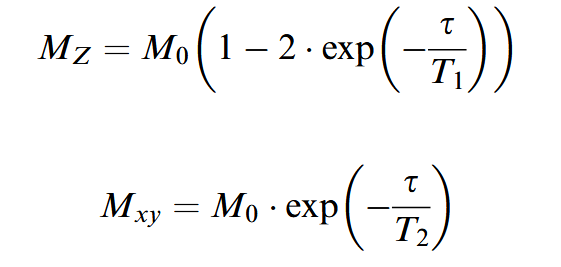 M_Z = M_0(1 − 2 · exp(−τ/T_1))
M_xy = M_0 · exp(−τ/T_2)